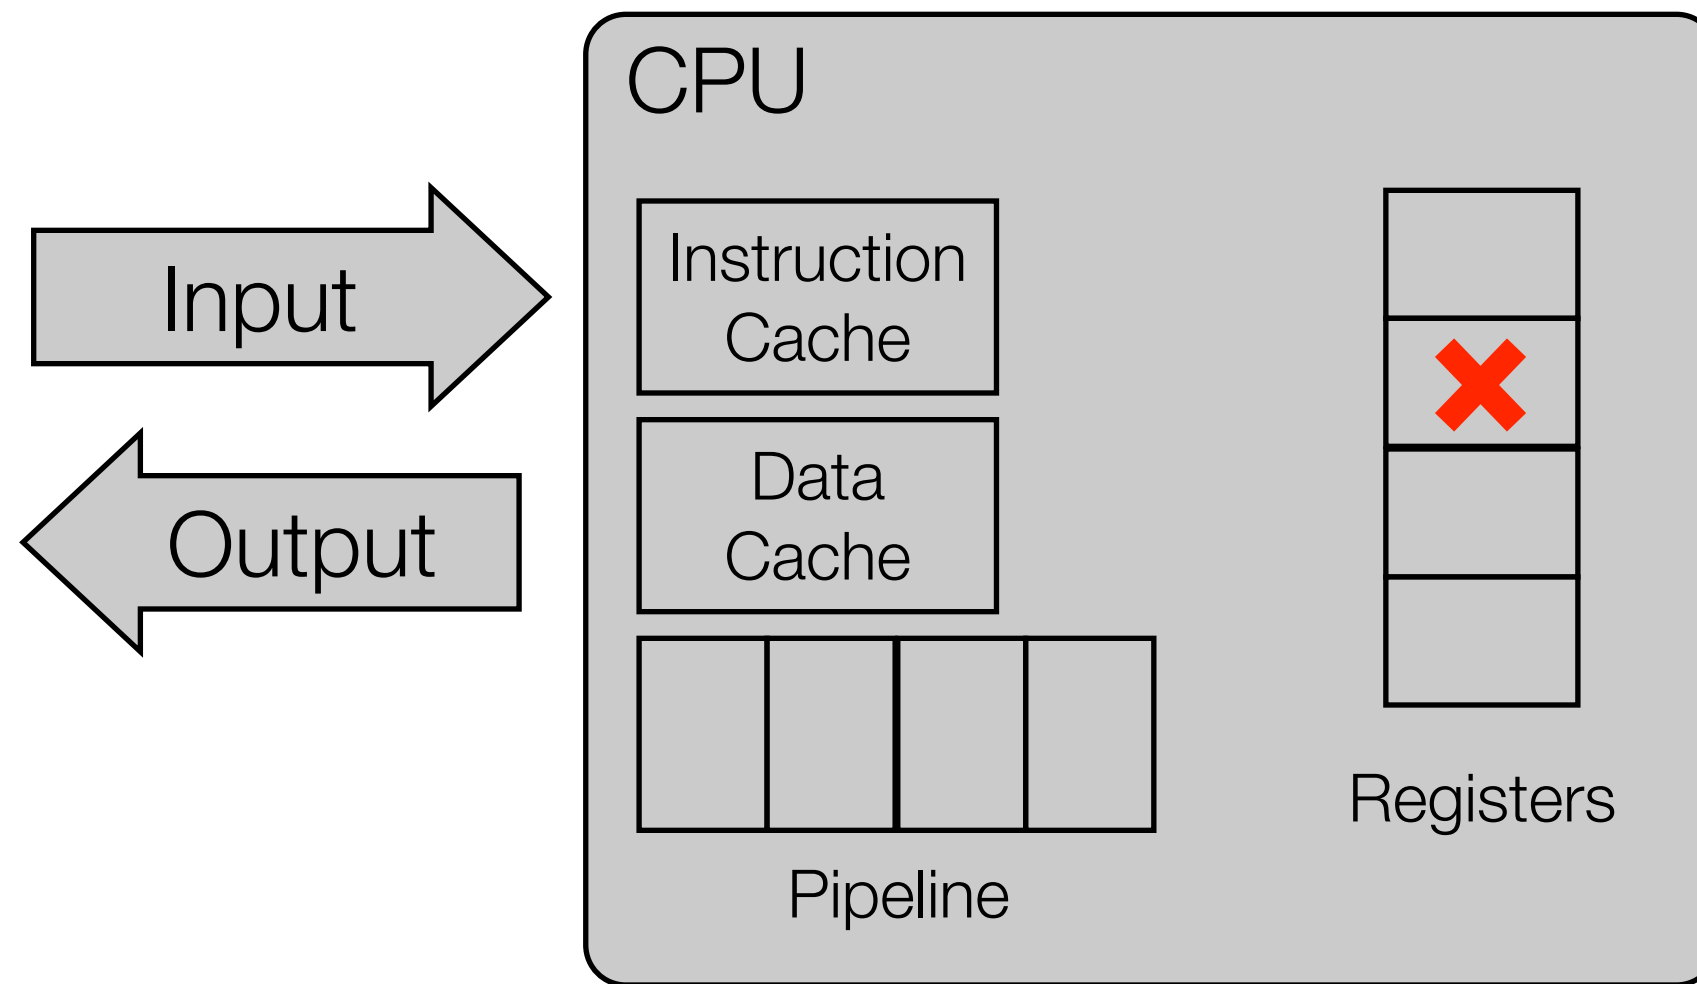 CPU
Input
Output
Instruction
Cache
Data
Cache
Pipeline
Registers